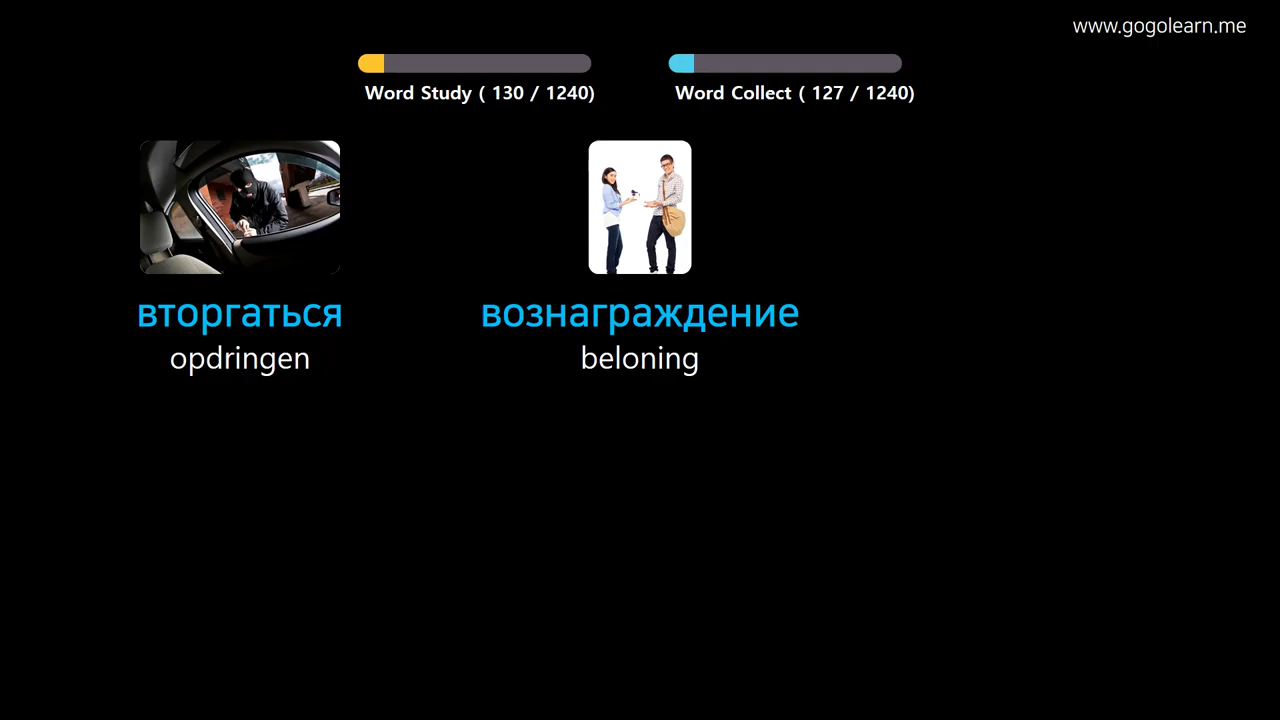 www.gogolearn.me
Word Study ( 130 / 1240)
Word Collect ( 127 / 1240)
вторгаться
opdringen
вознаграждение
beloning